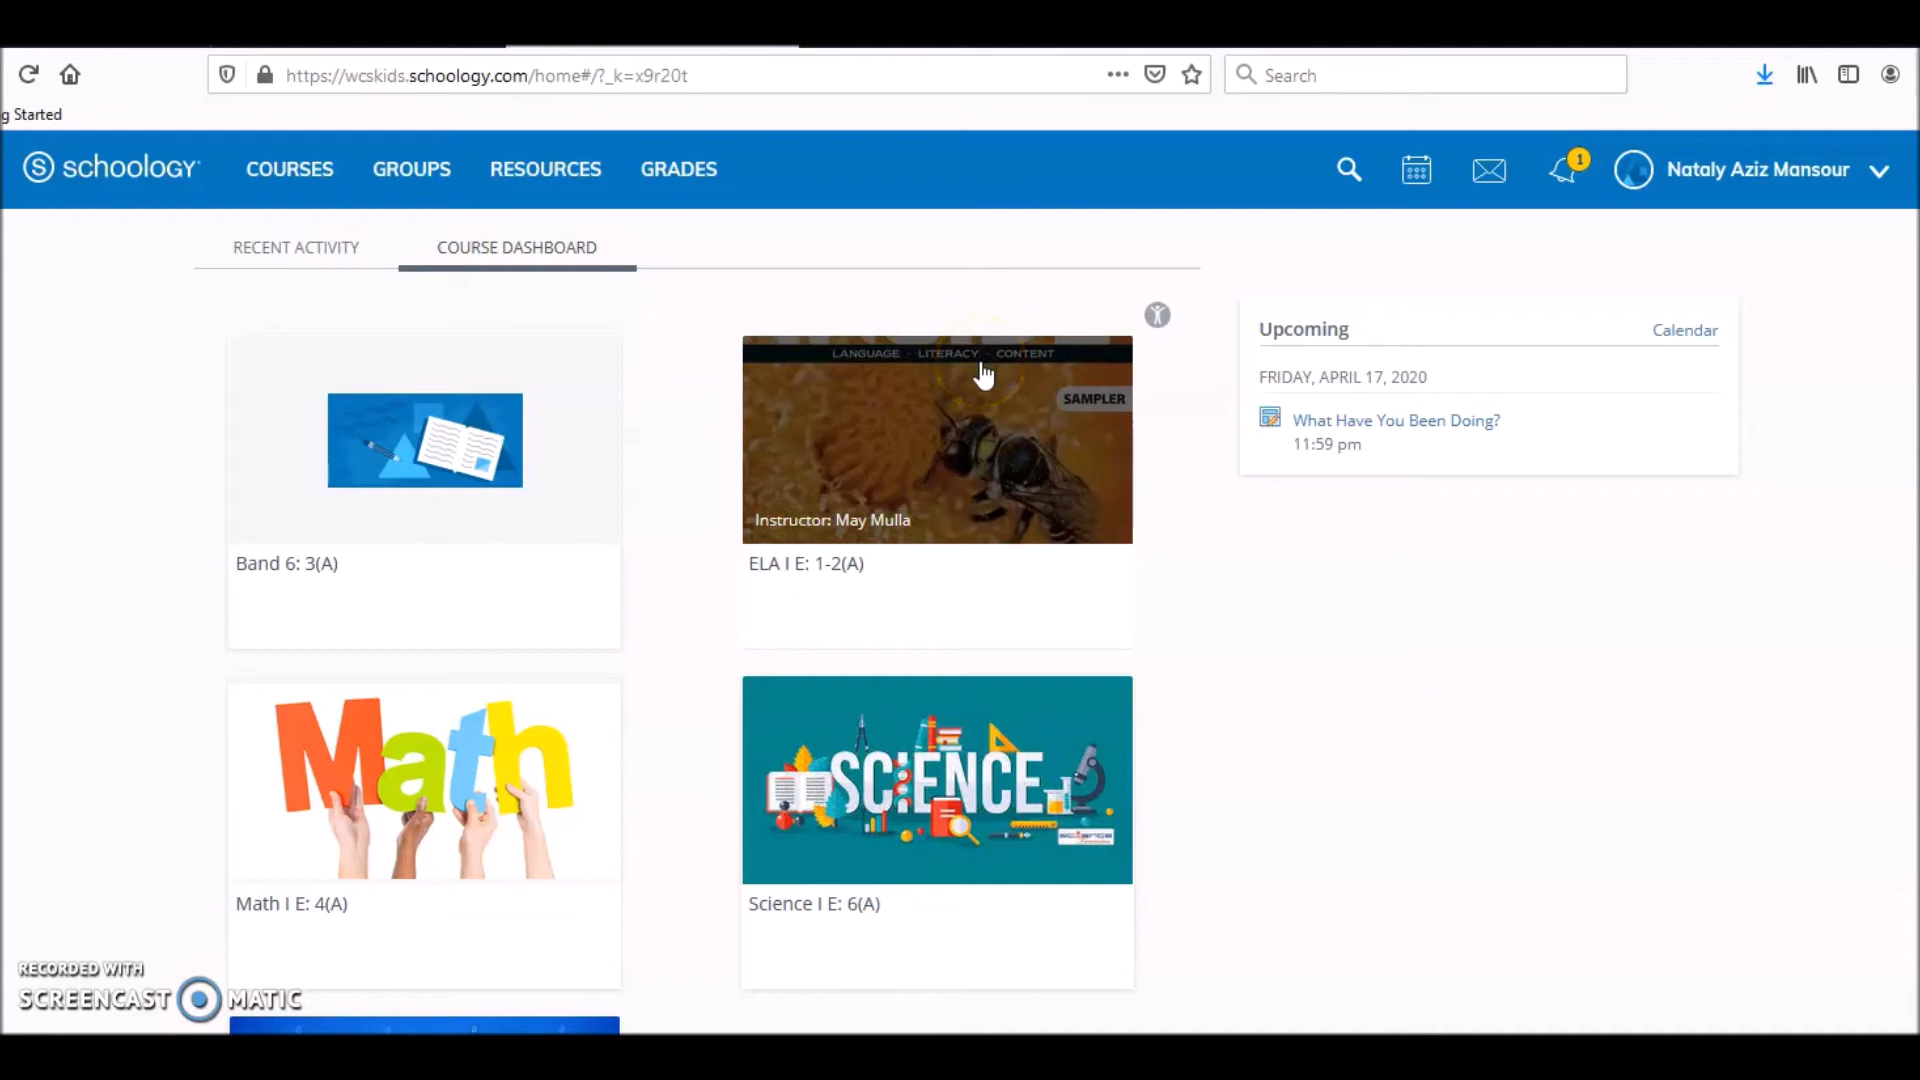 https://wcskids.schoology.com/home#/?_k=x9r20t
Search
g Started
S schoology
COURSES
GROUPS
RESOURCES
GRADES
1
Nataly Aziz Mansour
RECENT ACTIVITY
COURSE DASHBOARD
LANGUAGE · LITERACY · CONTENT
SAMPLER
Instructor: May Mulla
Band 6: 3(A)
ELA I E: 1-2(A)
Math
SCIENCE
Math I E: 4(A)
Science I E: 6(A)
Upcoming
Calendar
FRIDAY, APRIL 17, 2020
What Have You Been Doing?
11:59 pm
RECORDED WITH
SCREENCAST MATIC